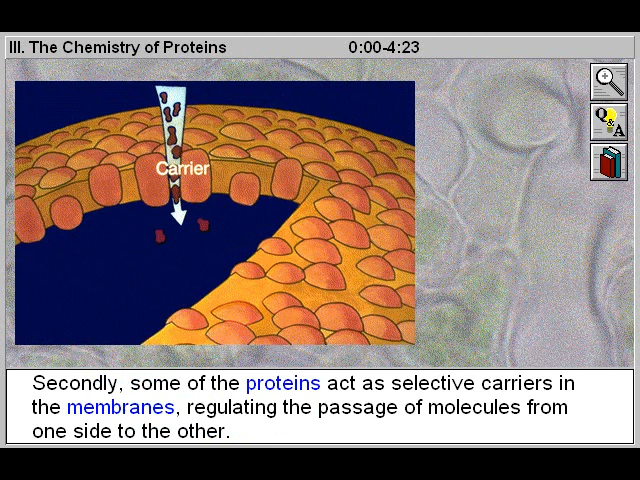 III. The Chemistry of Proteins 0:00-4:23
Q&A
Carrier
Secondly, some of the proteins act as selective carriers in
the membranes, regulating the passage of molecules from
one side to the other.